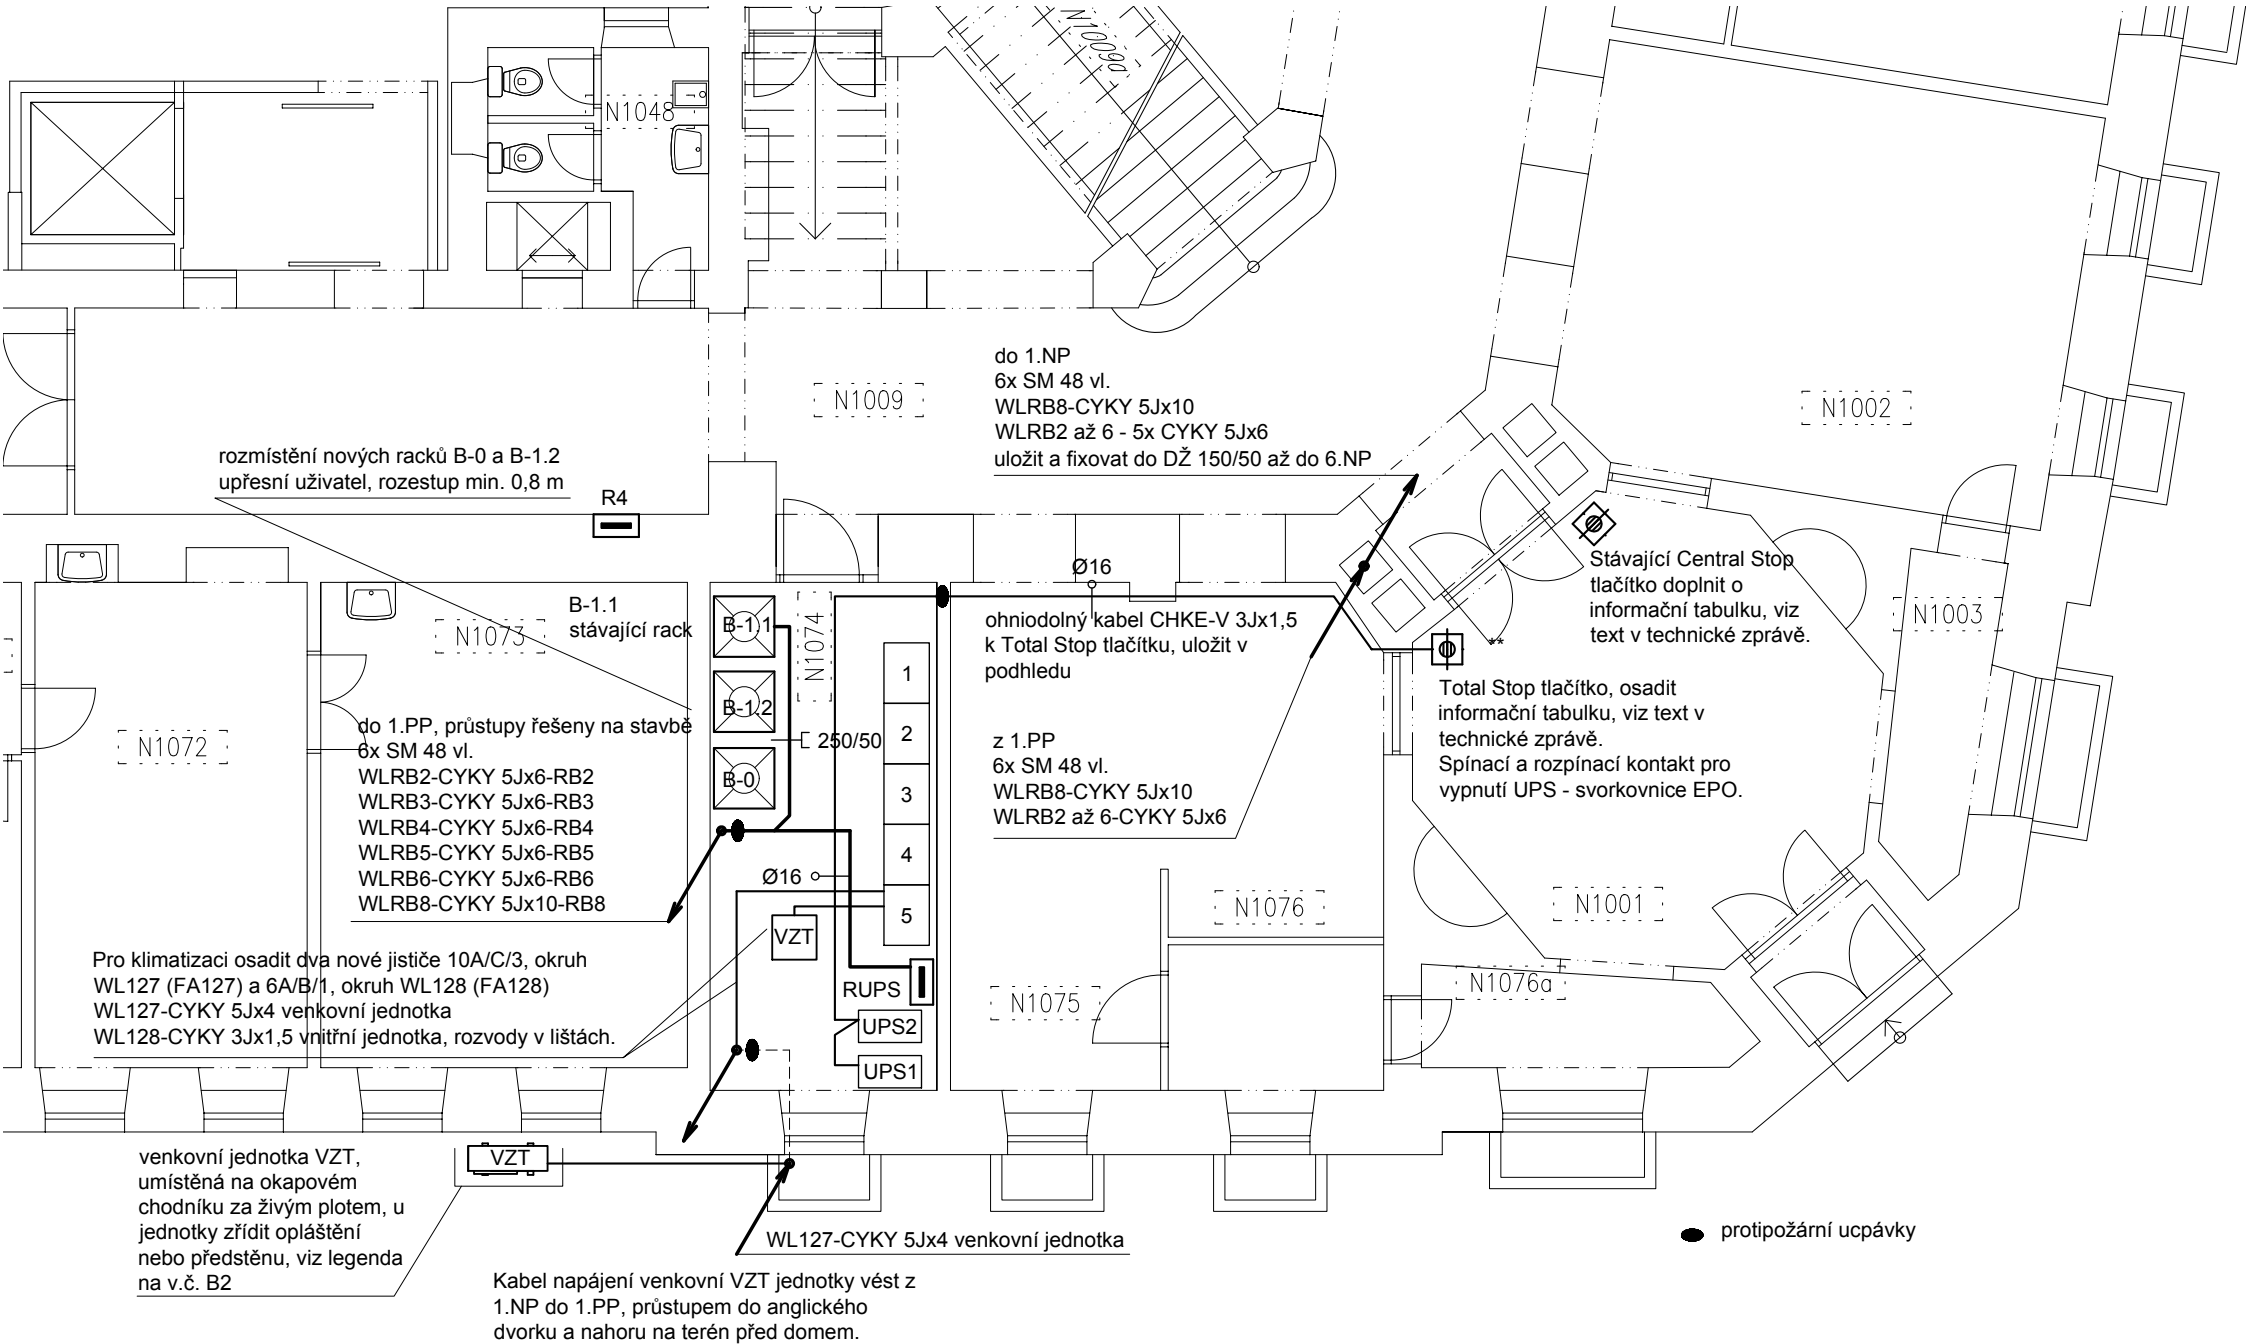 N1009a
N1048
do 1.NP
6x SM 48 vl.
WLRB8-CYKY 5Jx10
WLRB2 až 6 - 5x CYKY 5Jx6
uložit a fixovat do DŽ 150/50 až do 6.NP
N1009
N1002
rozmístění nových racků B-0 a B-1.2
upřesní uživatel, rozestup min. 0,8 m
R4
Ø16
Stávající Central Stop
tlačítko doplnit o
informační tabulku, viz
text v technické zprávě.
N1003
B-1.1
stávající rack
N1073
B-1.1
N1074
ohniodolný kabel CHKE-V 3Jx1,5
k Total Stop tlačítku, uložit v
podhledu
**
1
2
3
4
5
B-1.2
B-0
250/50
Total Stop tlačítko, osadit
informační tabulku, viz text v
technické zprávě.
Spínací a rozpínací kontakt pro
vypnutí UPS - svorkovnice EPO.
N1072
do 1.PP, průstupy řešeny na stavbě
6x SM 48 vl.
WLRB2-CYKY 5Jx6-RB2
WLRB3-CYKY 5Jx6-RB3
WLRB4-CYKY 5Jx6-RB4
WLRB5-CYKY 5Jx6-RB5
WLRB6-CYKY 5Jx6-RB6
WLRB8-CYKY 5Jx10-RB8
z 1.PP
6x SM 48 vl.
WLRB8-CYKY 5Jx10
WLRB2 až 6-CYKY 5Jx6
Ø16
VZT
N1076
N1001
Pro klimatizaci osadit dva nové jističe 10A/C/3, okruh
WL127 (FA127) a 6A/B/1, okruh WL128 (FA128)
WL127-CYKY 5Jx4 venkovní jednotka
WL128-CYKY 3Jx1,5 vnitřní jednotka, rozvody v lištách.
RUPS
UPS2
UPS1
N1075
N1076a
venkovní jednotka VZT,
umístěná na okapovém
chodníku za živým plotem, u
jednotky zřídit opláštění
nebo předstěnu, viz legenda
na v.č. B2
VZT
WL127-CYKY 5Jx4 venkovní jednotka
Kabel napájení venkovní VZT jednotky vést z
1.NP do 1.PP, průstupem do anglického
dvorku a nahoru na terén před domem.
protipožární ucpávky